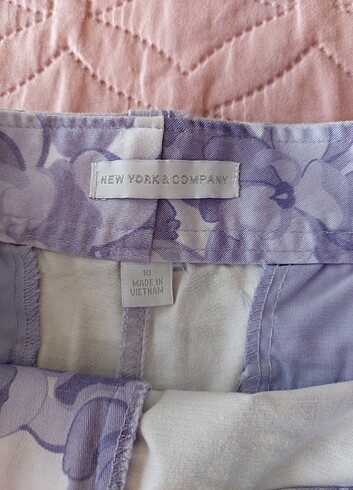 NEW YORK & COMPANY
10
MADE IN
VIETNAM